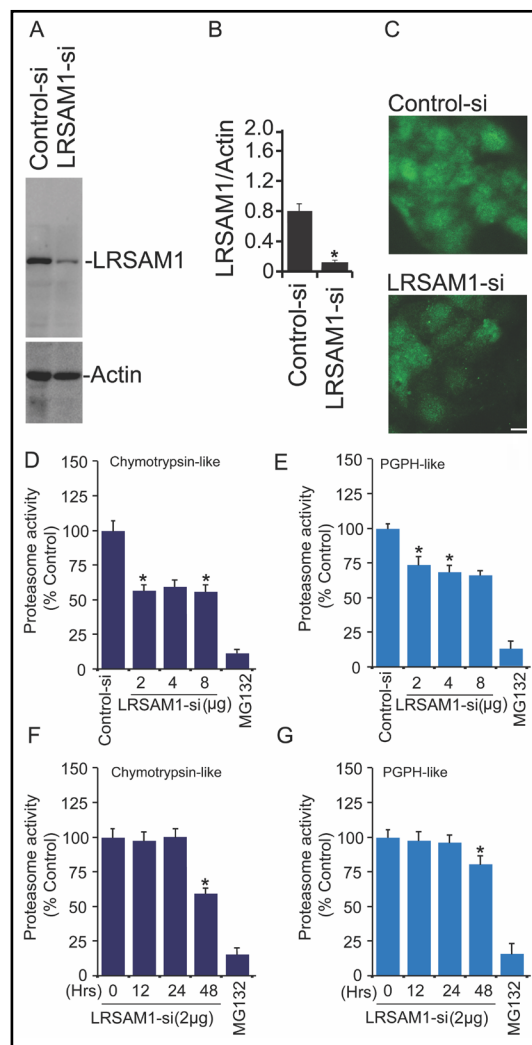 A
Control-si
LRSAM1-si
-LRSAM1
-Actin
B
LRSAM1/Actin
2.0
1.6
0.8
0.4
0
*
Control-si
LRSAM1-si
C
Control-si
LRSAM1-si
D
Chymotrypsin-like
Proteasome activity
(% Control)
150
125
100
75
50
25
0
* *
Control-si
2 4 8
LRSAM1-si(µg)
MG132
E
PGPH-like
Proteasome activity
(% Control)
150
125
100
75
50
25
0
* *
Control-si
2 4 8
LRSAM1-si(µg)
MG132
F
Chymotrypsin-like
Proteasome activity
(% Control)
150
125
100
75
50
25
0
*
(Hrs) 0 12 24 48
LRSAM1-si(2µg)
MG132
G
PGPH-like
Proteasome activity
(% Control)
150
125
100
75
50
25
0
*
(Hrs) 0 12 24 48
LRSAM1-si(2µg)
MG132